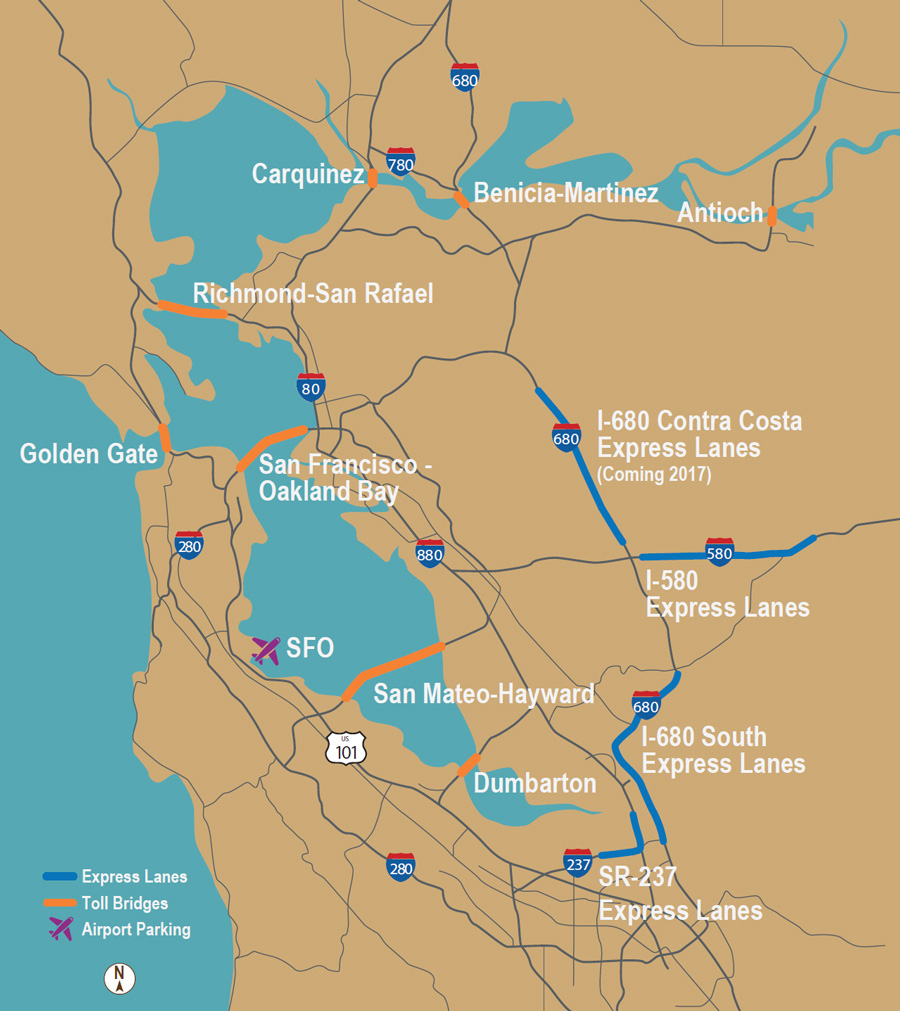 680
780
Carquinez
Benicia-Martinez
Antioch
Richmond-San Rafael
80
I-680 Contra Costa
Express Lanes
(Coming 2017)
680
Golden Gate
San Francisco -
Oakland Bay
280
880
580
I-580
Express Lanes
SFO
San Mateo-Hayward
680
I-680 South
Express Lanes
US
101
Dumbarton
280
237
SR-237
Express Lanes
Express Lanes
Toll Bridges
Airport Parking
N